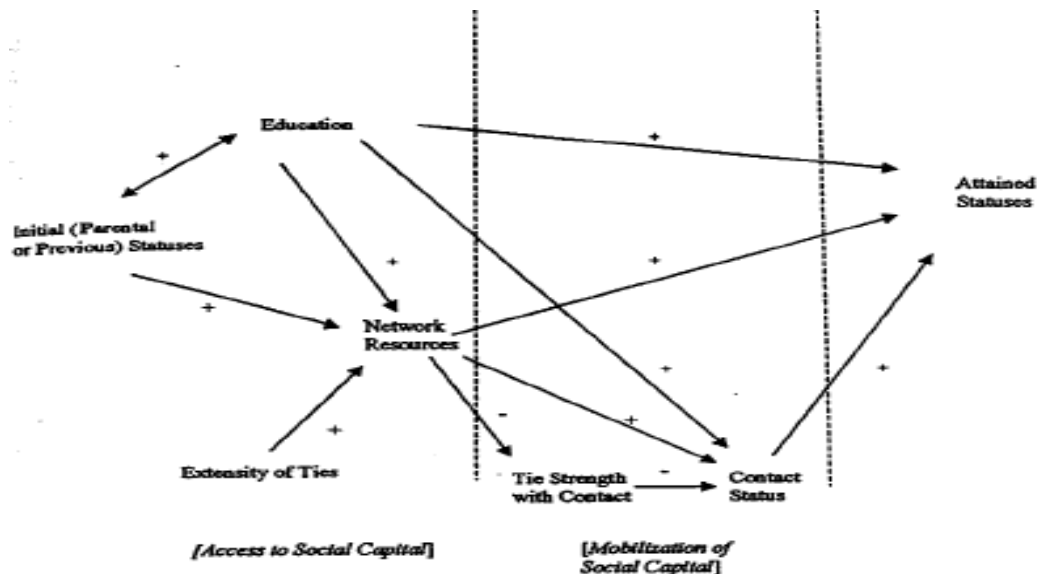 Education
+
+
Attained
Statuses
Initial (Parental
or Previous) Statuses
+
+
+
Network
Resources
+
+
-
+
+
Extensity of Ties
Tie Strength
with Contact
-
Contact
Status
[Access to Social Capital]
[Mobilization of
Social Capital]